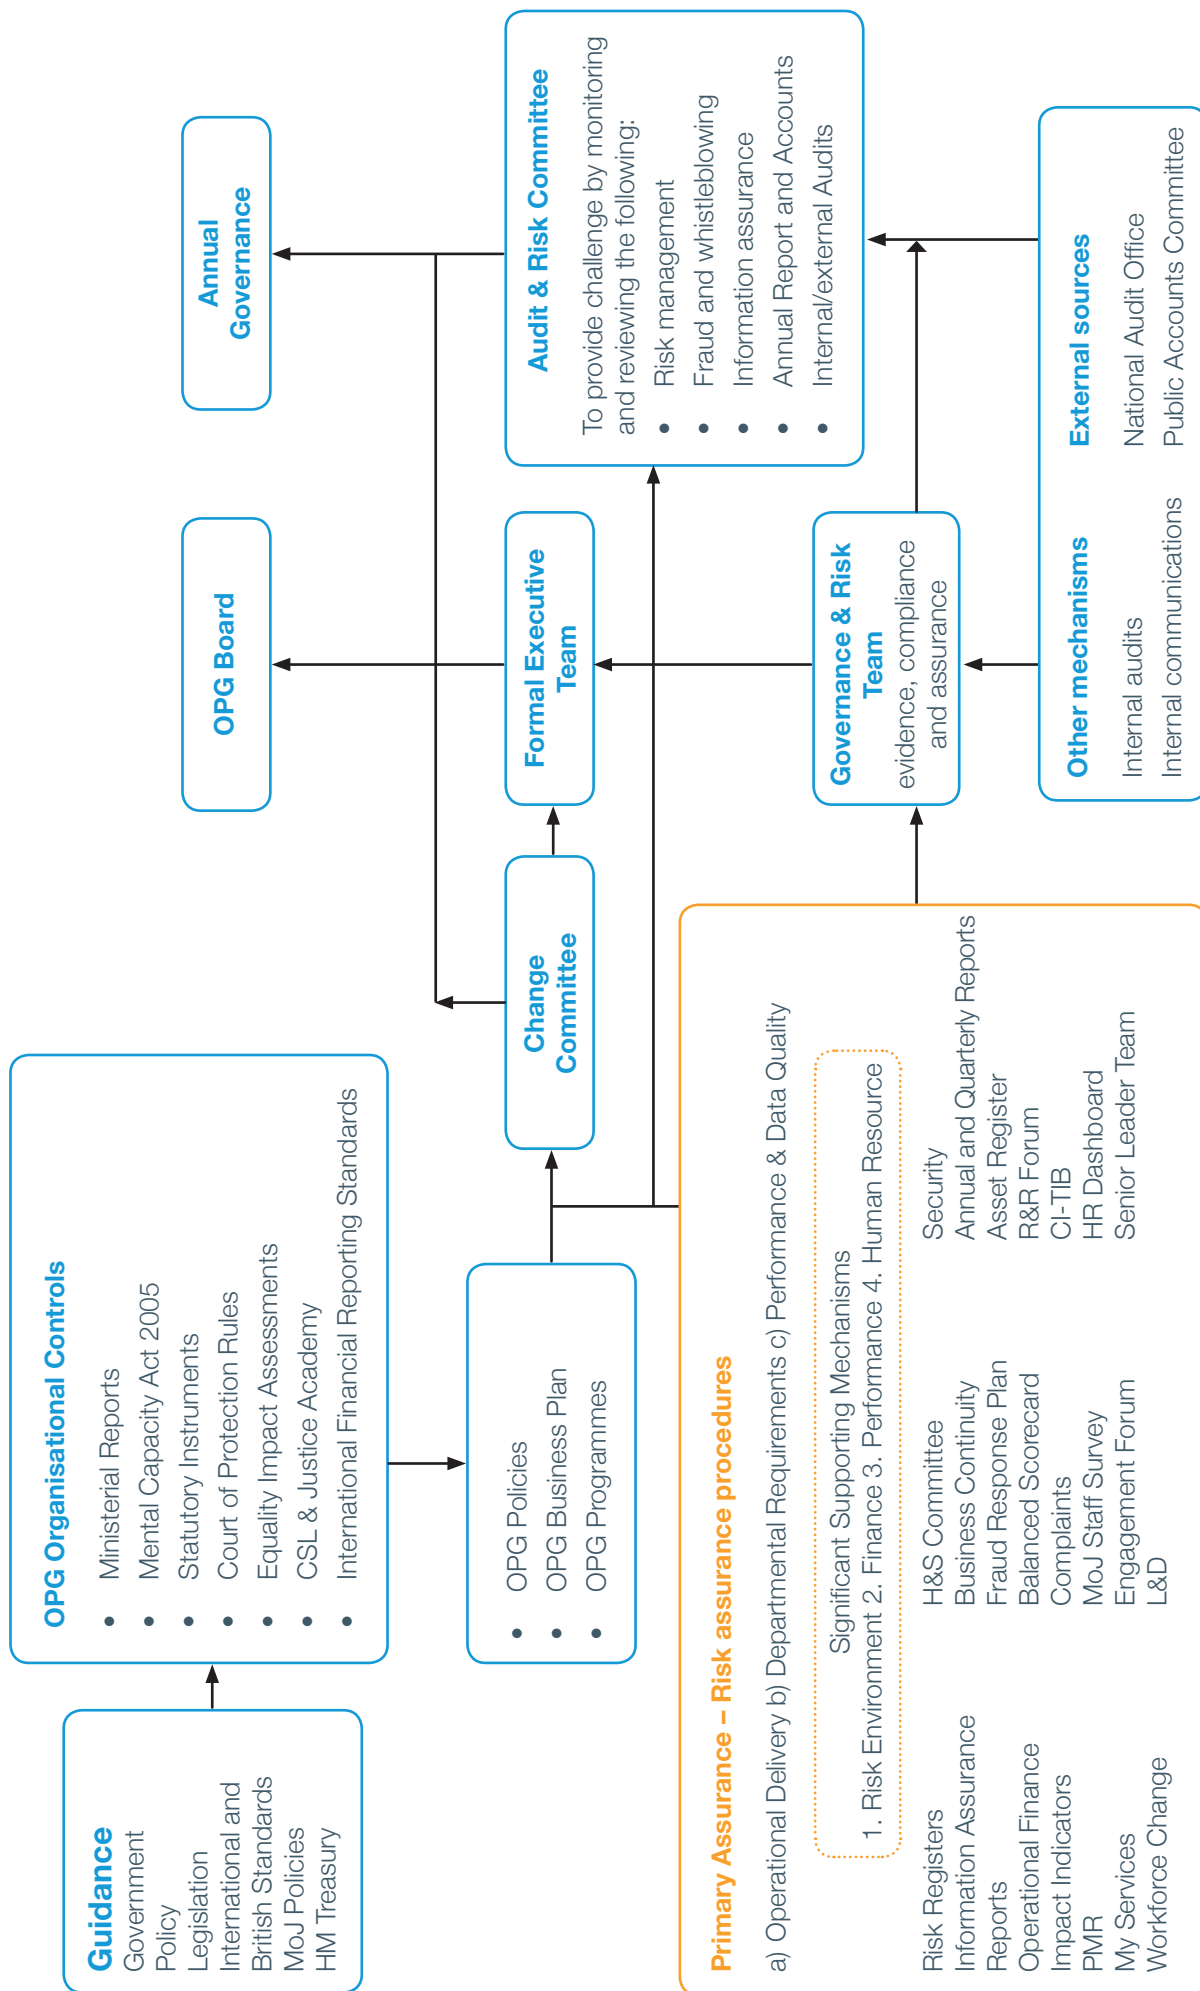 Guidance
Government
Policy
Legislation
International and
British Standards
MoJ Policies
HM Treasury
OPG Organisational Controls
• Ministerial Reports
• Mental Capacity Act 2005
• Statutory Instruments
• Court of Protection Rules
• Equality Impact Assessments
• CSL & Justice Academy
• International Financial Reporting Standards
• OPG Policies
• OPG Business Plan
• OPG Programmes
Change
Committee
OPG Board
Annual
Governance
Formal Executive
Team
Audit & Risk Committee
To provide challenge by monitoring
and reviewing the following:
• Risk management
• Fraud and whistleblowing
• Information assurance
• Annual Report and Accounts
• Internal/external Audits
Governance & Risk
Team
evidence, compliance
and assurance
Other mechanisms
Internal audits
Internal communications
External sources
National Audit Office
Public Accounts Committee
Primary Assurance – Risk assurance procedures
a) Operational Delivery b) Departmental Requirements c) Performance & Data Quality
Significant Supporting Mechanisms
1. Risk Environment 2. Finance 3. Performance 4. Human Resource
Risk Registers
Information Assurance
Reports
Operational Finance
Impact Indicators
PMR
My Services
Workforce Change
H&S Committee
Business Continuity
Fraud Response Plan
Balanced Scorecard
Complaints
MoJ Staff Survey
Engagement Forum
L&D
Security
Annual and Quarterly Reports
Asset Register
R&R Forum
CI-TIB
HR Dashboard
Senior Leader Team